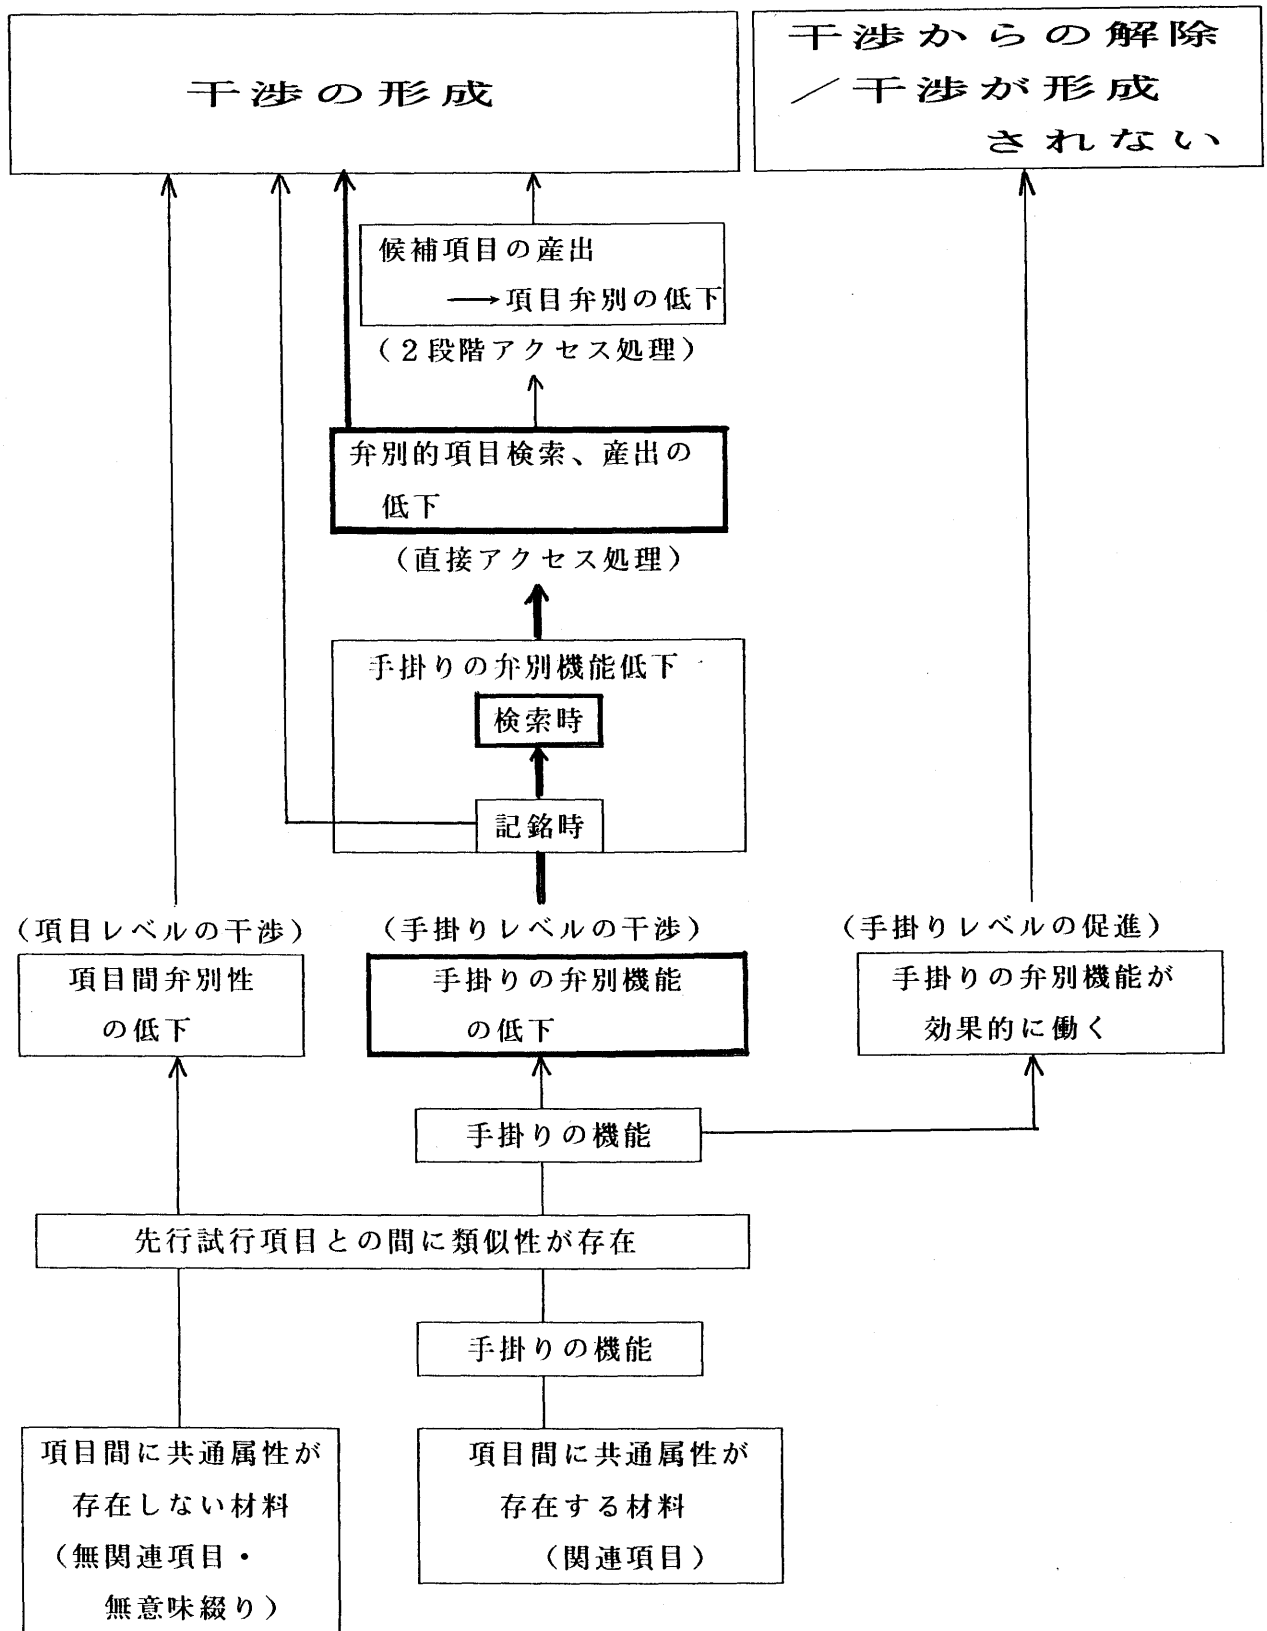 干渉の形成
干渉からの解除
／干渉が形成
されない
候補項目の産出
→項目弁別の低下
（２段階アクセス処理）
弁別的項目検索、産出の
低下
（直接アクセス処理）
手掛りの弁別機能低下
検索時
記銘時
（項目レベルの干渉）
（手掛りレベルの干渉）
（手掛りレベルの促進）
項目間弁別性
の低下
手掛りの弁別機能
の低下
手掛りの弁別機能が
効果的に働く
手掛りの機能
先行試行項目との間に類似性が存在
手掛りの機能
項目間に共通属性が
存在しない材料
（無関連項目・
無意味綴り）
項目間に共通属性が
存在する材料
（関連項目）